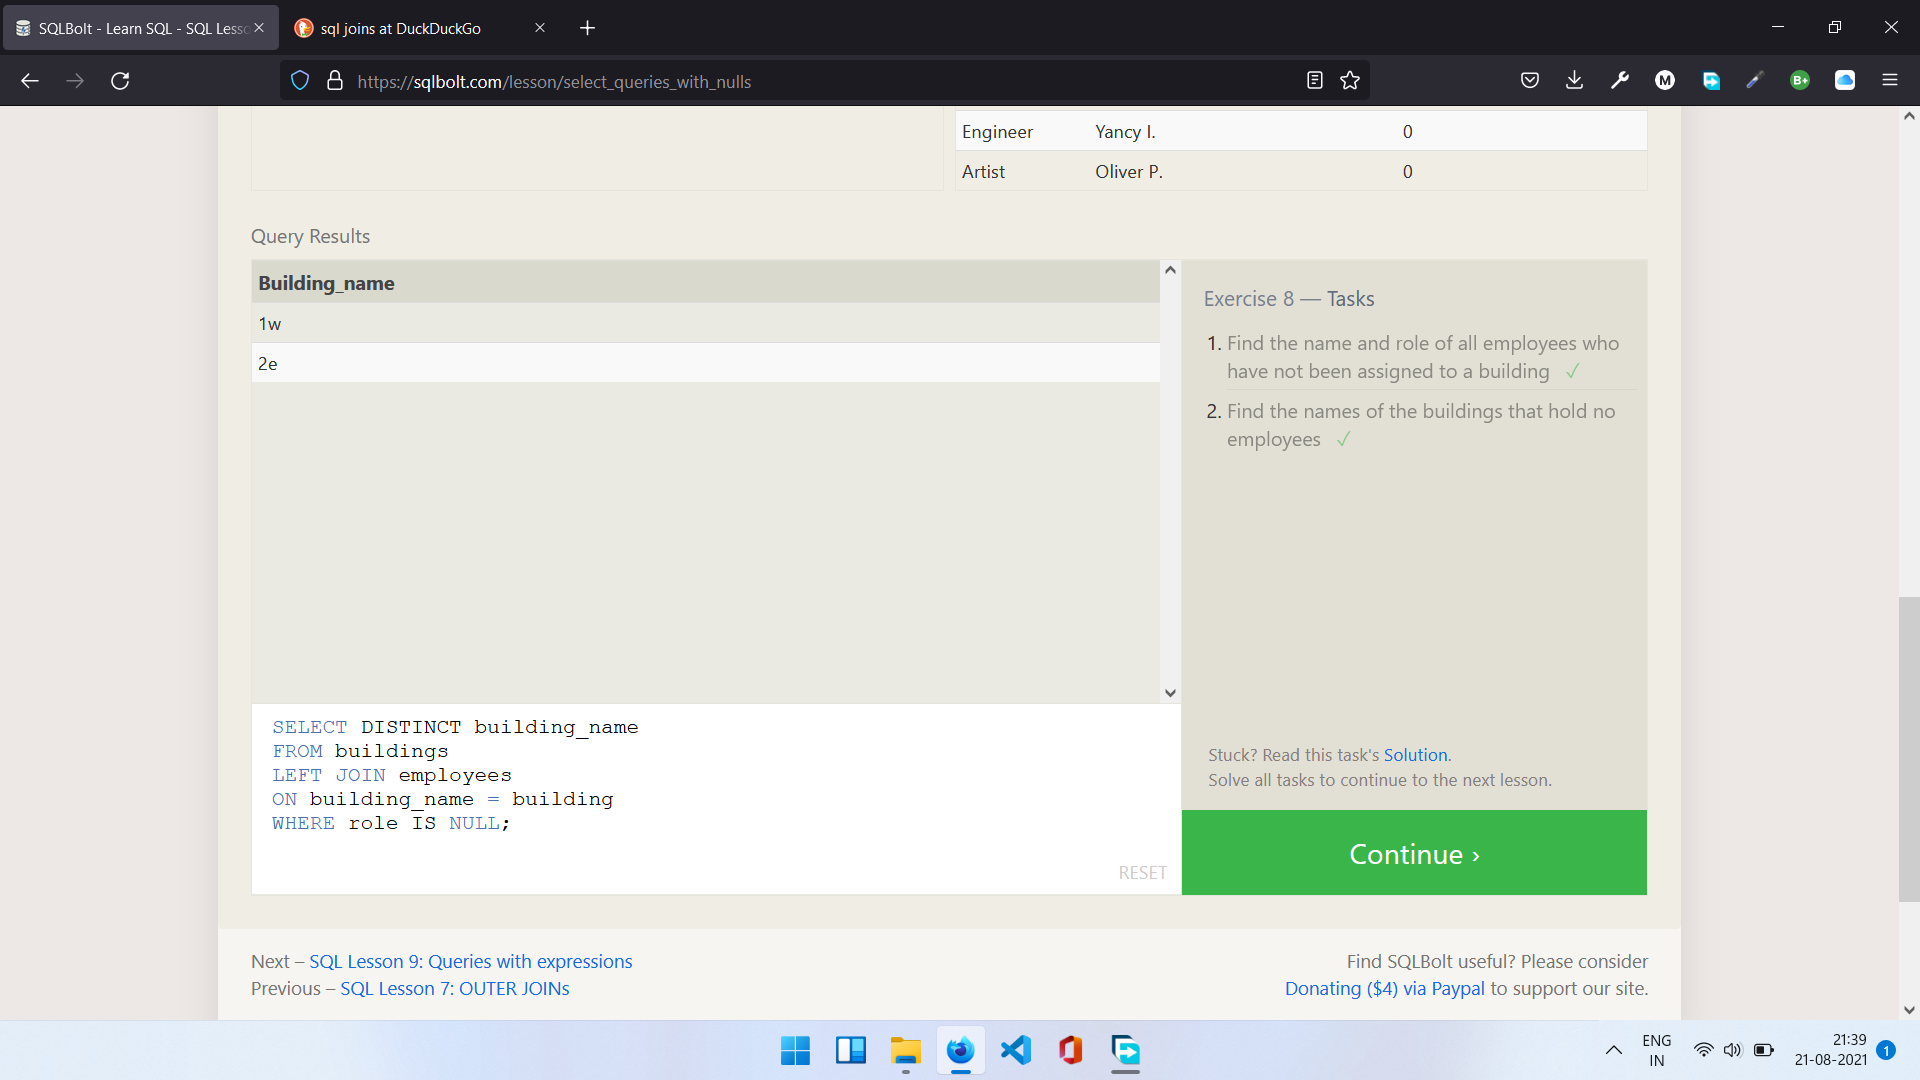 SQLBolt - Learn SQL - SQL Lesso
sql joins at DuckDuckGo
https://sqlbolt.com/lesson/select_queries_with_nulls
M
B+
Engineer Yancy I. 0
Artist Oliver P. 0
Query Results
Building_name
1w
2e
Exercise 8 — Tasks
1. Find the name and role of all employees who
have not been assigned to a building ✓
2. Find the names of the buildings that hold no
employees ✓
SELECT DISTINCT building_name
FROM buildings
LEFT JOIN employees
ON building_name = building
WHERE role IS NULL;
RESET
Stuck? Read this task's Solution.
Solve all tasks to continue to the next lesson.
Continue ›
Next – SQL Lesson 9: Queries with expressions
Previous – SQL Lesson 7: OUTER JOINs
Find SQLBolt useful? Please consider
Donating ($4) via Paypal to support our site.
ENG
IN
21:39
21-08-2021
1